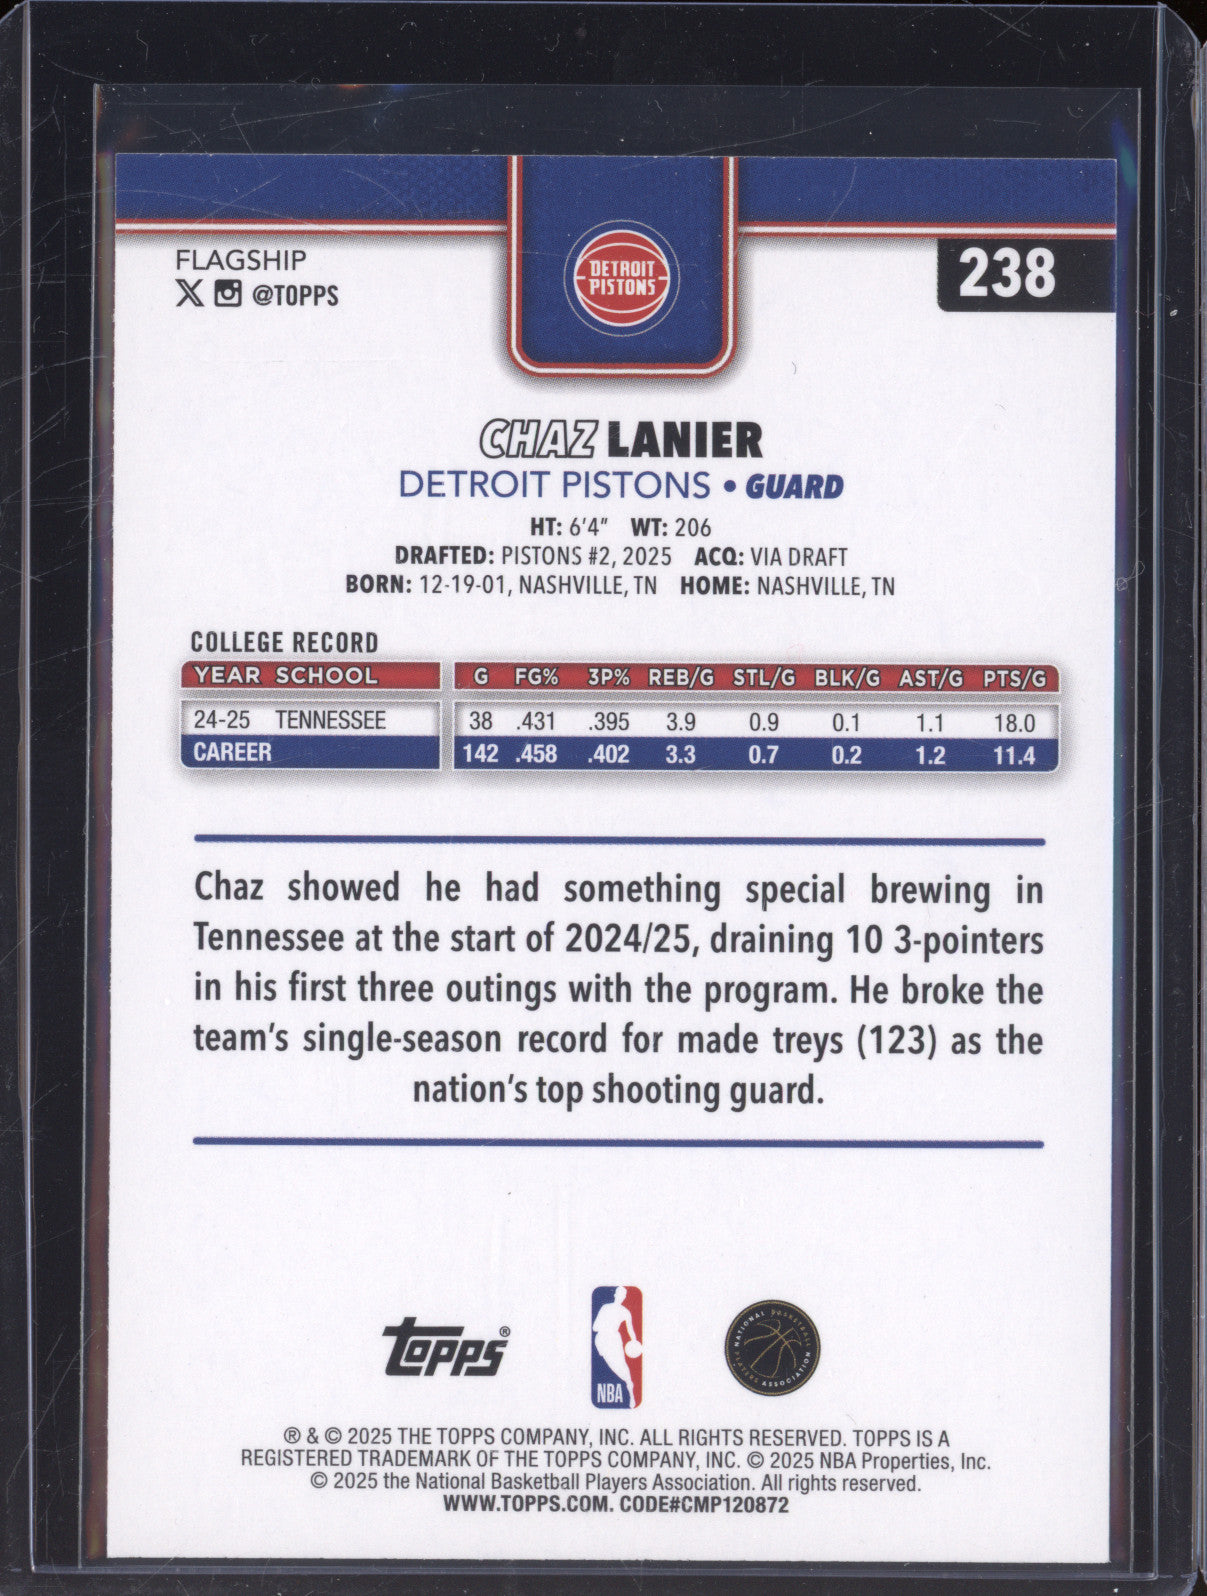 FLAGSHIP
@TOPPS
DETROIT
PISTONS
238
CHAZ LANIER
DETROIT PISTONS • GUARD
HT: 6'4" WT: 206
DRAFTED: PISTONS #2, 2025 ACQ: VIA DRAFT
BORN: 12-19-01, NASHVILLE, TN HOME: NASHVILLE, TN
COLLEGE RECORD
YEAR SCHOOL G FG% 3P% REB/G STL/G BLK/G AST/G PTS/G
24-25 TENNESSEE 38 .431 .395 3.9 0.9 0.1 1.1 18.0
CAREER 142 .458 .402 3.3 0.7 0.2 1.2 11.4
Chaz showed he had something special brewing in
Tennessee at the start of 2024/25, draining 10 3-pointers
in his first three outings with the program. He broke the
team's single-season record for made treys (123) as the
nation's top shooting guard.
Topps®
NBA
NATIONAL BASKETBALL PLAYERS ASSOCIATION
® & © 2025 THE TOPPS COMPANY, INC. ALL RIGHTS RESERVED. TOPPS IS A
REGISTERED TRADEMARK OF THE TOPPS COMPANY, INC. © 2025 NBA Properties, Inc.
© 2025 the National Basketball Players Association. All rights reserved.
WWW.TOPPS.COM. CODE#CMP120872